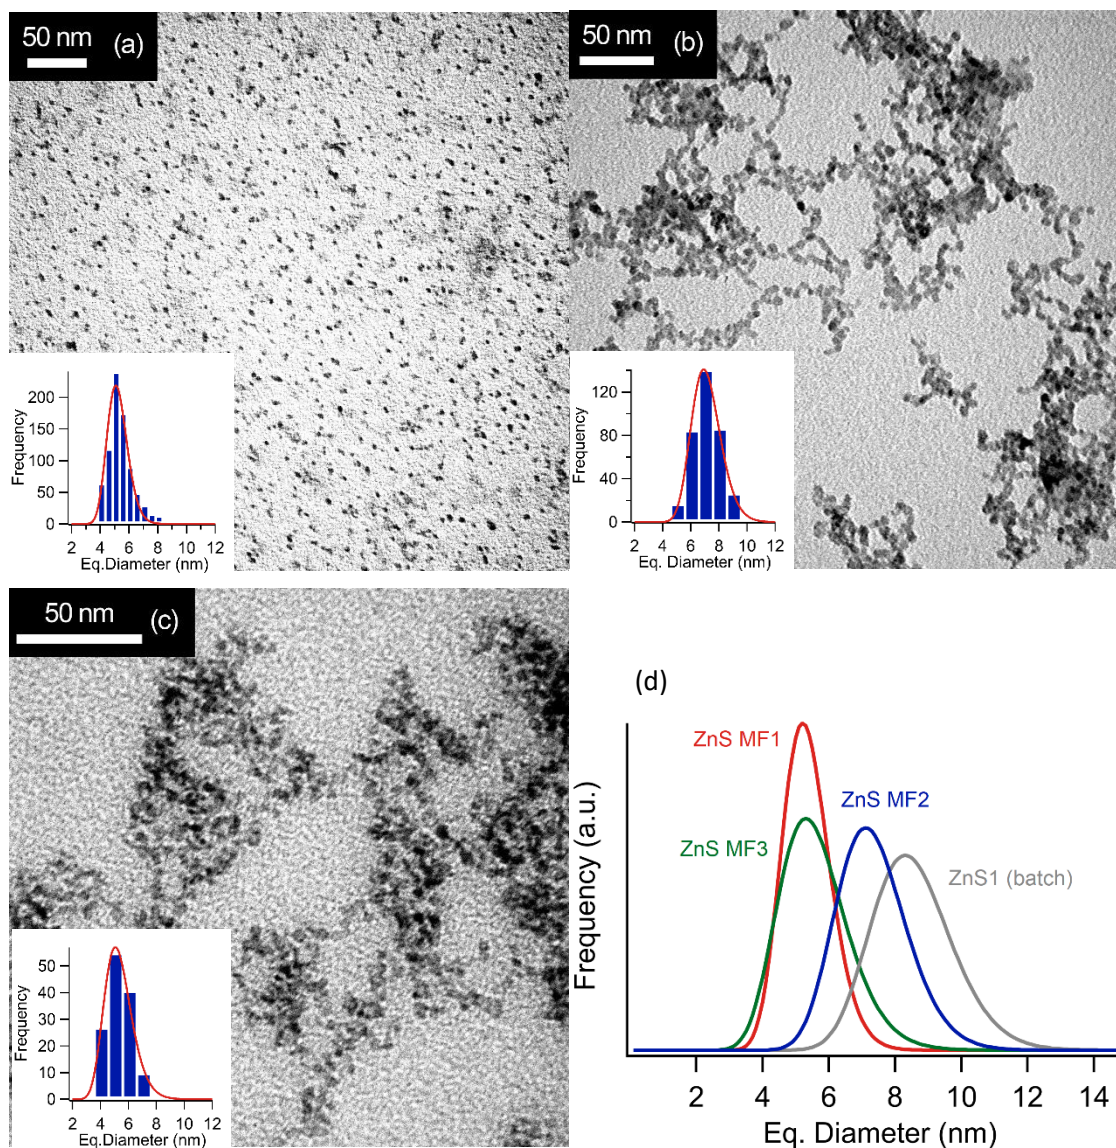 50 nm (a)
Frequency
200
150
100
50
0
2 4 6 8 10 12
Eq.Diameter (nm)
50 nm (b)
Frequency
120
80
40
0
2 4 6 8 10 12
Eq.Diameter (nm)
50 nm (c)
Frequency
50
40
30
20
10
0
2 4 6 8 10 12
Eq.Diameter (nm)
(d)
ZnS MF1
ZnS MF2
ZnS MF3
ZnS1 (batch)
Frequency (a.u.)
2 4 6 8 10 12 14
Eq. Diameter (nm)